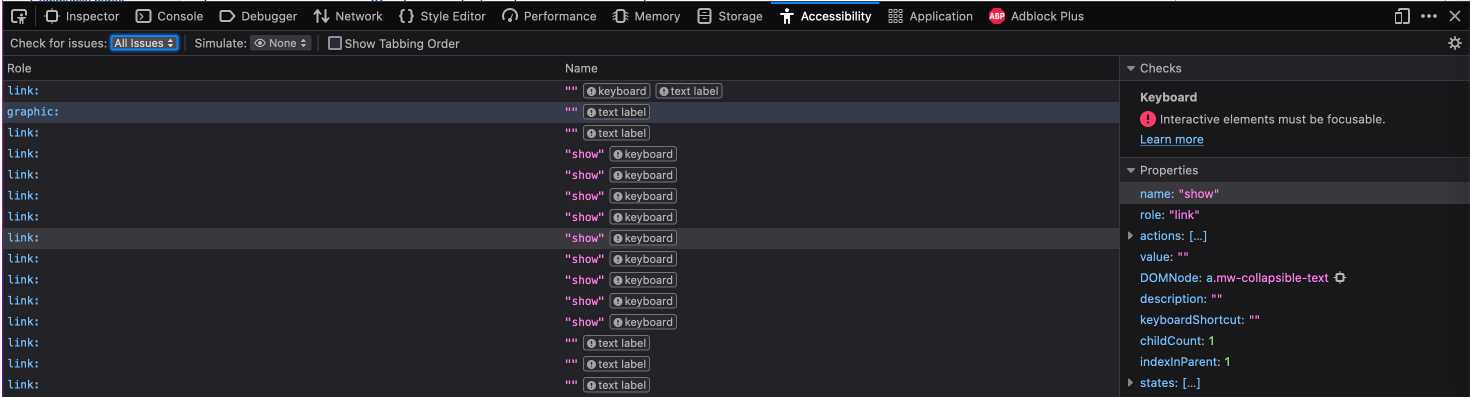 Inspector Console Debugger Network Style Editor Performance Memory Storage Accessibility Application ABP Adblock Plus
Check for issues: All Issues Simulate: None Show Tabbing Order
Role Name
link: "" keyboard text label
graphic: "" text label
link: "" text label
link: "show" keyboard
link: "show" keyboard
link: "show" keyboard
link: "show" keyboard
link: "show" keyboard
link: "show" keyboard
link: "show" keyboard
link: "show" keyboard
link: "show" keyboard
link: "" text label
link: "" text label
link: "" text label
Checks
Keyboard
Interactive elements must be focusable.
Learn more
Properties
name: "show"
role: "link"
actions: […]
value: ""
DOMNode: a.mw-collapsible-text
description: ""
keyboardShortcut: ""
childCount: 1
indexInParent: 1
states: […]